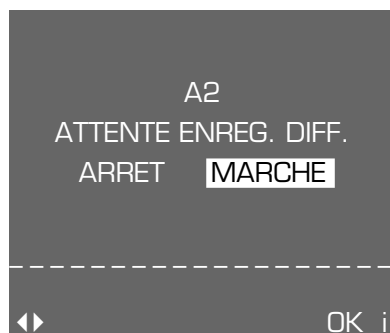 A2
ATTENTE ENREG. DIFF.
ARRET MARCHE
OK i